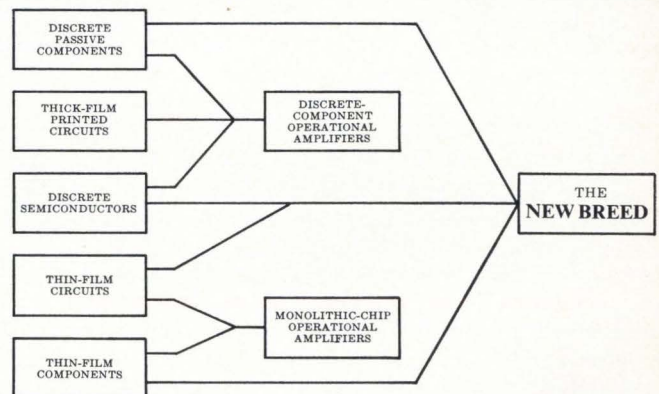 DISCRETE
PASSIVE
COMPONENTS
THICK-FILM
PRINTED
CIRCUITS
DISCRETE-
COMPONENT
OPERATIONAL
AMPLIFIERS
DISCRETE
SEMICONDUCTORS
THE
NEW BREED
THIN-FILM
CIRCUITS
MONOLITHIC-CHIP
OPERATIONAL
AMPLIFIERS
THIN-FILM
COMPONENTS